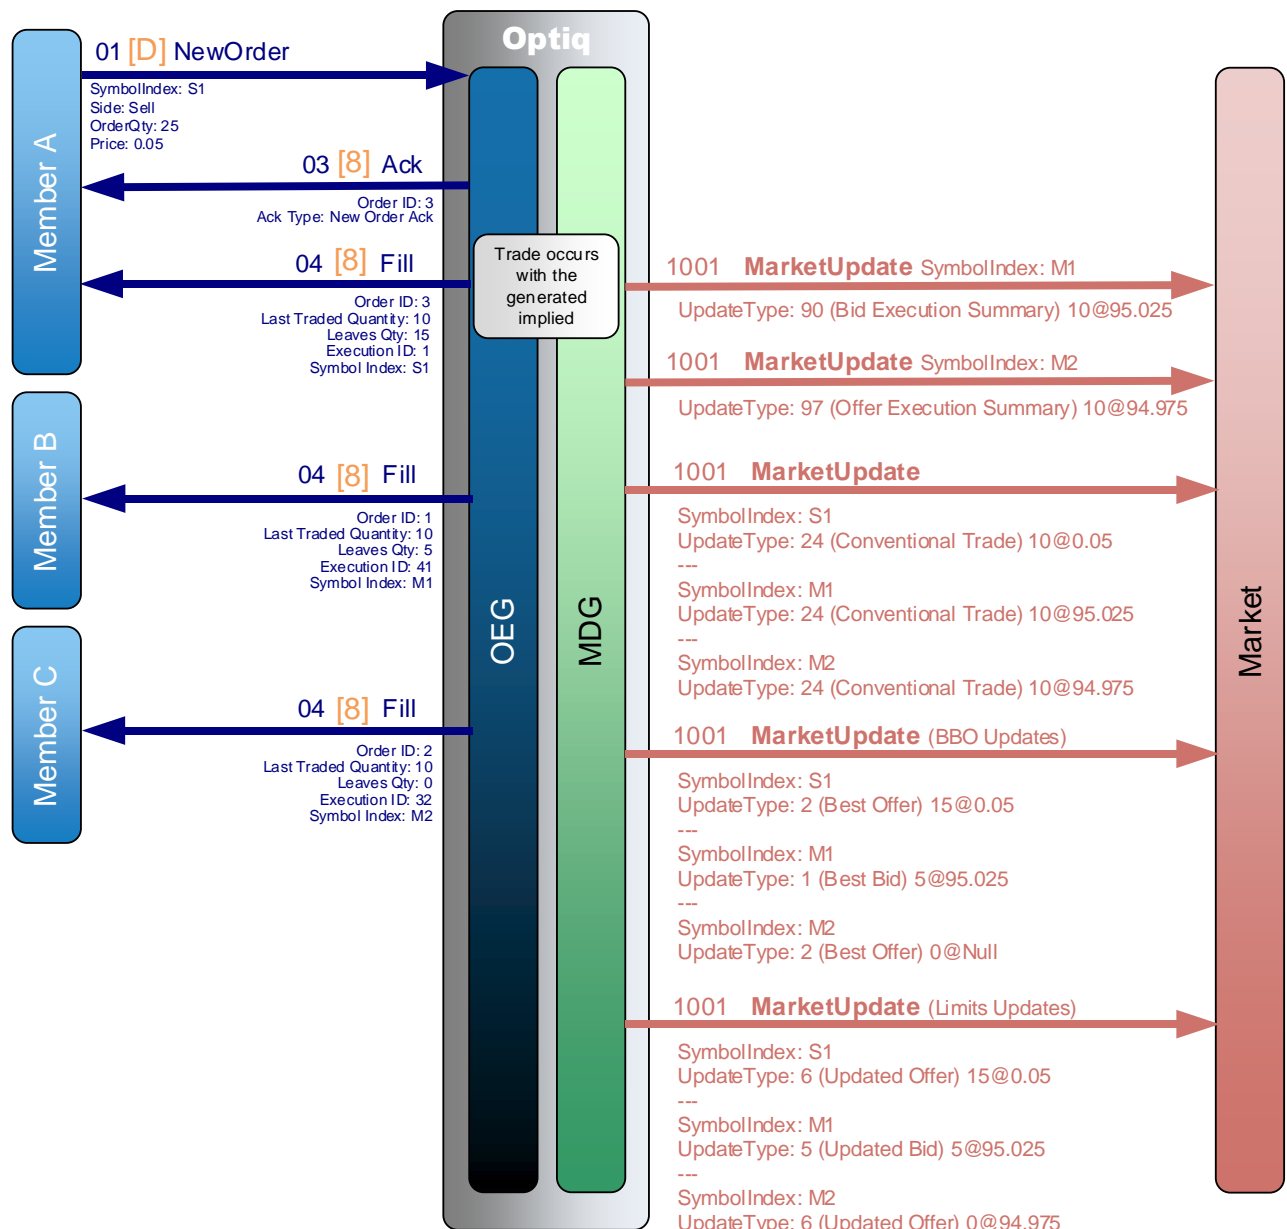 Optiq
01 [D] NewOrder
SymbolIndex: S1
Side: Sell
OrderQty: 25
Price: 0.05
Member A
03 [8] Ack
Order ID: 3
Ack Type: New Order Ack
04 [8] Fill
Order ID: 3
Last Traded Quantity: 10
Leaves Qty: 15
Execution ID: 1
Symbol Index: S1
Member B
04 [8] Fill
Order ID: 1
Last Traded Quantity: 10
Leaves Qty: 5
Execution ID: 41
Symbol Index: M1
Member C
04 [8] Fill
Order ID: 2
Last Traded Quantity: 10
Leaves Qty: 0
Execution ID: 32
Symbol Index: M2
Trade occurs
with the
generated
implied
OEG
MDG
1001 MarketUpdate SymbolIndex: M1
UpdateType: 90 (Bid Execution Summary) 10@95.025
1001 MarketUpdate SymbolIndex: M2
UpdateType: 97 (Offer Execution Summary) 10@94.975
1001 MarketUpdate
SymbolIndex: S1
UpdateType: 24 (Conventional Trade) 10@0.05
---
SymbolIndex: M1
UpdateType: 24 (Conventional Trade) 10@95.025
---
SymbolIndex: M2
UpdateType: 24 (Conventional Trade) 10@94.975
1001 MarketUpdate (BBO Updates)
SymbolIndex: S1
UpdateType: 2 (Best Offer) 15@0.05
---
SymbolIndex: M1
UpdateType: 1 (Best Bid) 5@95.025
---
SymbolIndex: M2
UpdateType: 2 (Best Offer) 0@Null
1001 MarketUpdate (Limits Updates)
SymbolIndex: S1
UpdateType: 6 (Updated Offer) 15@0.05
---
SymbolIndex: M1
UpdateType: 5 (Updated Bid) 5@95.025
---
SymbolIndex: M2
UpdateType: 6 (Updated Offer) 0@94.975
Market